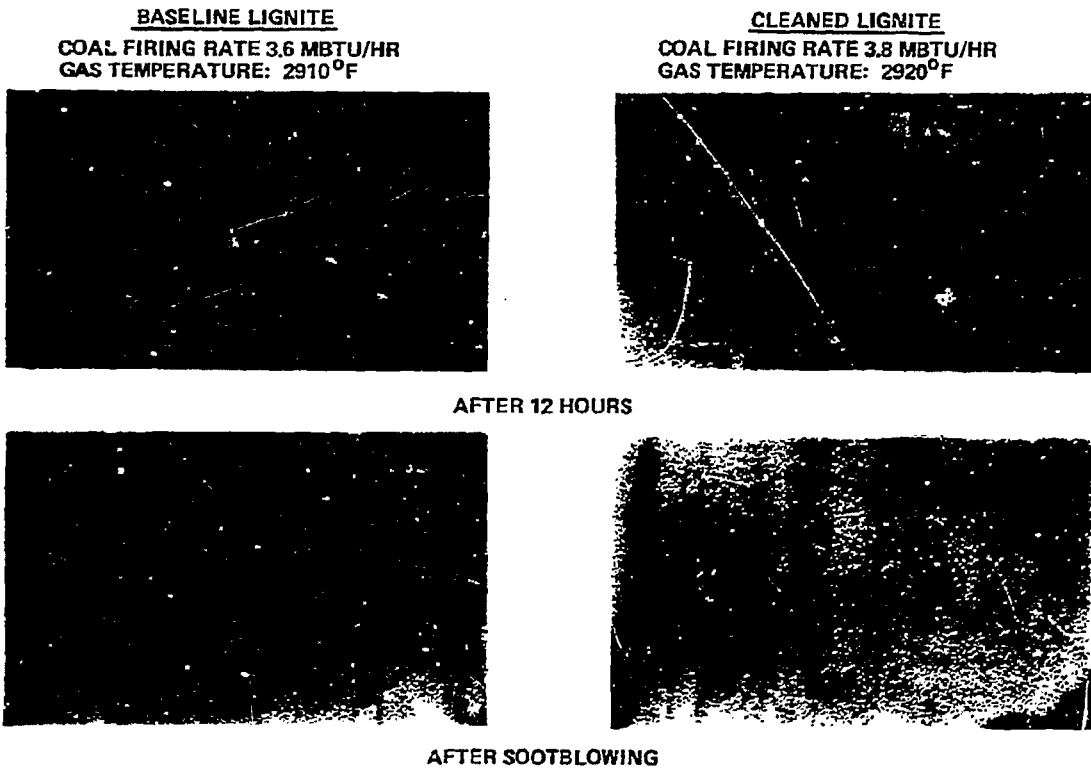 BASELINE LIGNITE
COAL FIRING RATE 3.6 MBTU/HR
GAS TEMPERATURE: 2910°F
CLEANED LIGNITE
COAL FIRING RATE 3.8 MBTU/HR
GAS TEMPERATURE: 2920°F
AFTER 12 HOURS
AFTER SOOTBLOWING